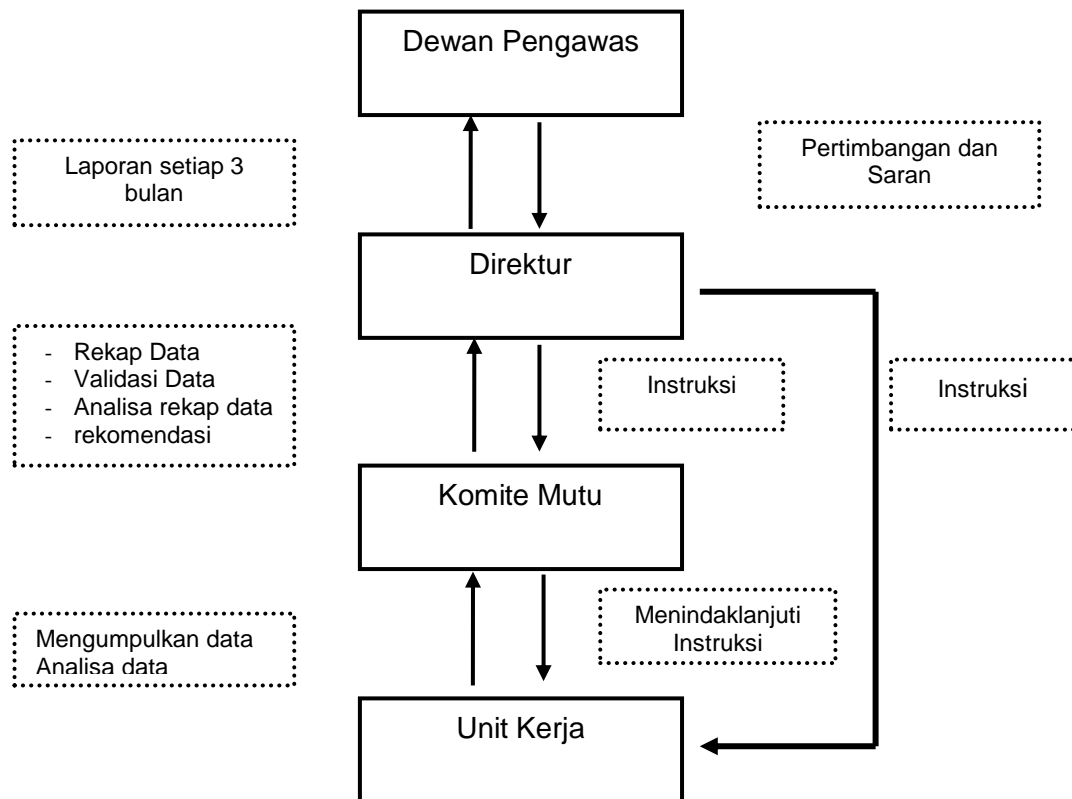 Dewan Pengawas
Laporan setiap 3
bulan
Pertimbangan dan
Saran
Direktur
- Rekap Data
- Validasi Data
- Analisa rekap data
- rekomendasi
Instruksi
Instruksi
Komite Mutu
Mengumpulkan data
Analisa data
Menindaklanjuti
Instruksi
Unit Kerja